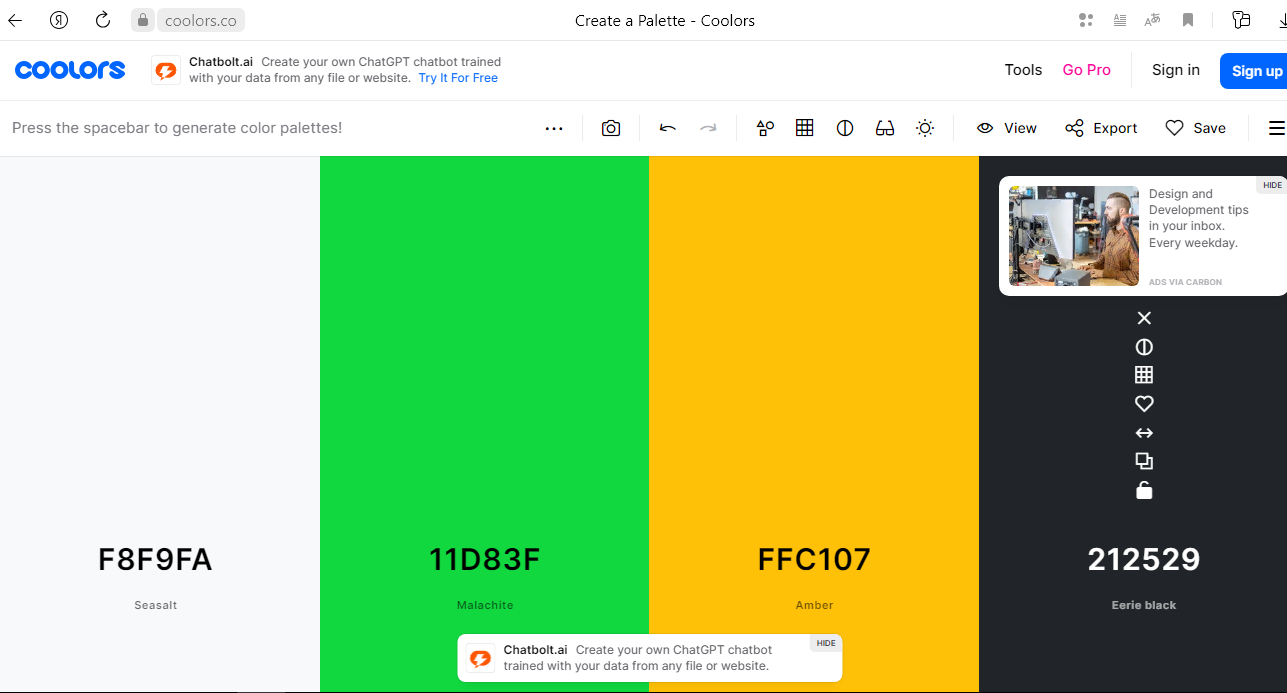 coolors.co
Create a Palette - Coolors
coolors
Chatbolt.ai Create your own ChatGPT chatbot trained
with your data from any file or website. Try It For Free
Tools
Go Pro
Sign in
Sign up
Press the spacebar to generate color palettes!
View
Export
Save
HIDE
Design and
Development tips
in your inbox.
Every weekday.
ADS VIA CARBON
F8F9FA
Seasalt
11D83F
Malachite
FFC107
Amber
212529
Eerie black
Chatbolt.ai Create your own ChatGPT chatbot
trained with your data from any file or website.
HIDE